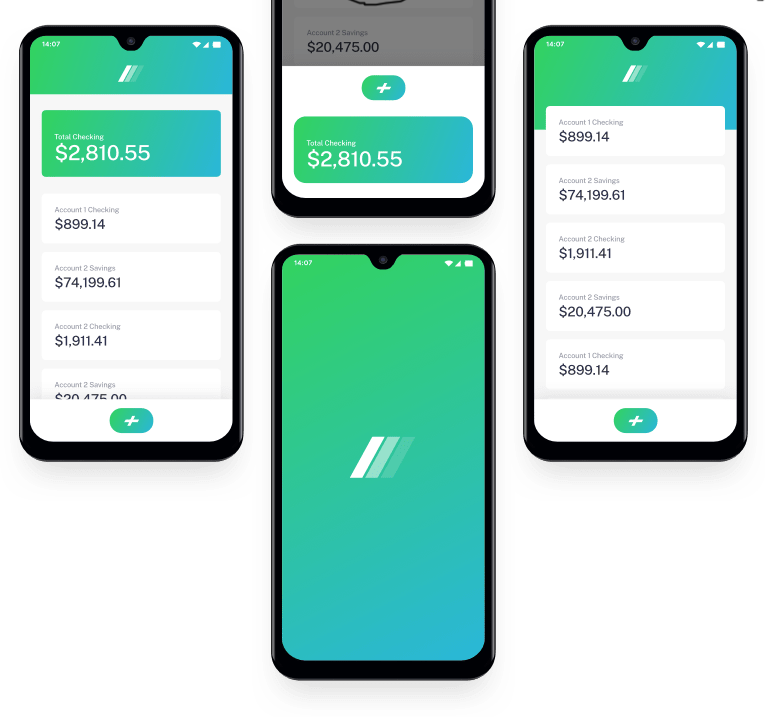 14:07
Total Checking
$2,810.55
Account 1 Checking
$899.14
Account 2 Savings
$74,199.61
Account 2 Checking
$1,911.41
Account 2 Savings
$20,475.00
Account 2 Savings
$20,475.00
Total Checking
$2,810.55
14:07
14:07
Account 1 Checking
$899.14
Account 2 Savings
$74,199.61
Account 2 Checking
$1,911.41
Account 2 Savings
$20,475.00
Account 1 Checking
$899.14